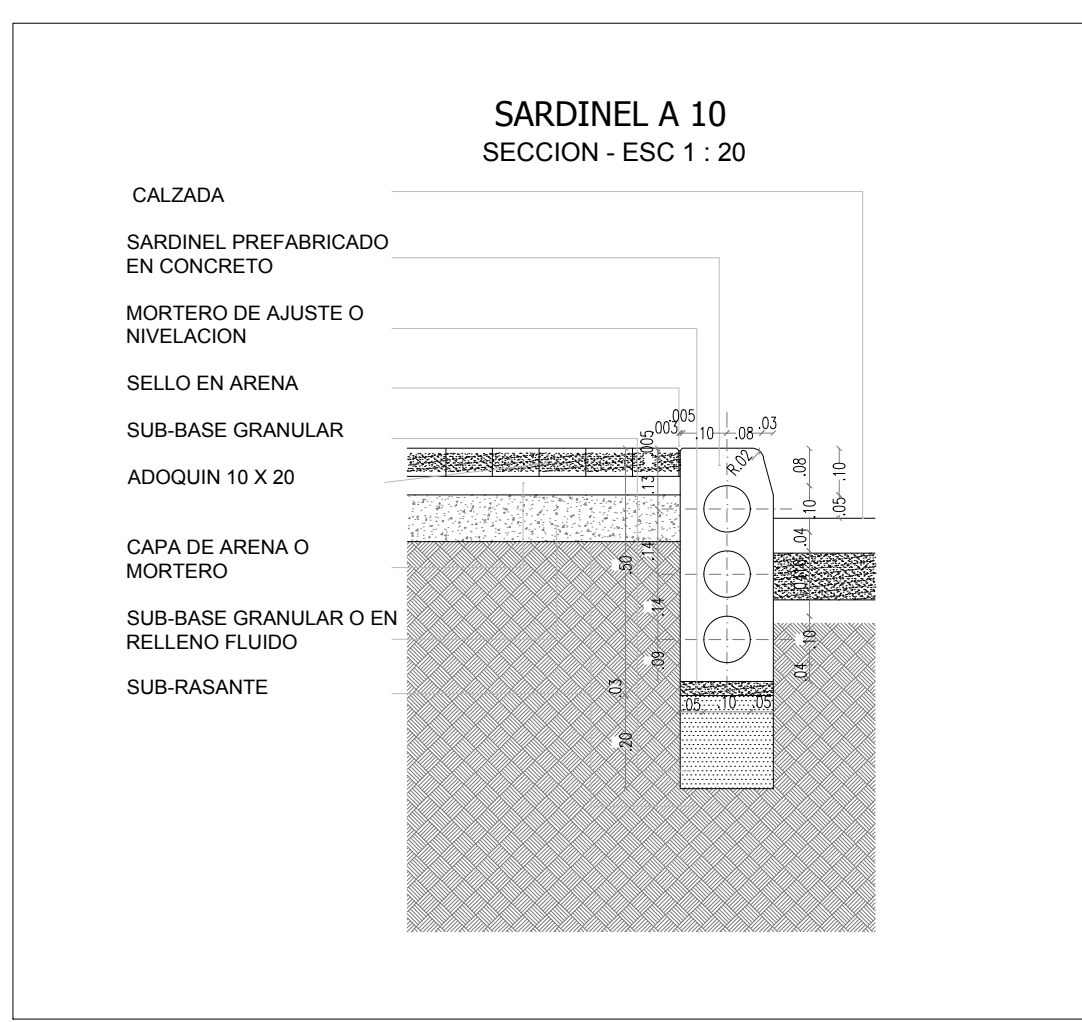 SARDINEL A 10
SECCION - ESC 1 : 20
CALZADA
SARDINEL PREFABRICADO
EN CONCRETO
MORTERO DE AJUSTE O
NIVELACION
SELLO EN ARENA
SUB-BASE GRANULAR
ADOQUIN 10 X 20
CAPA DE ARENA O
MORTERO
SUB-BASE GRANULAR O EN
RELLENO FLUIDO
SUB-RASANTE
.005
.003
.10
.08
.03
R.02
.005
.13
.14
.14
.09
.50
.03
.20
.08
.10
.04
.10
.04
.10
.05
.05
.10
.05